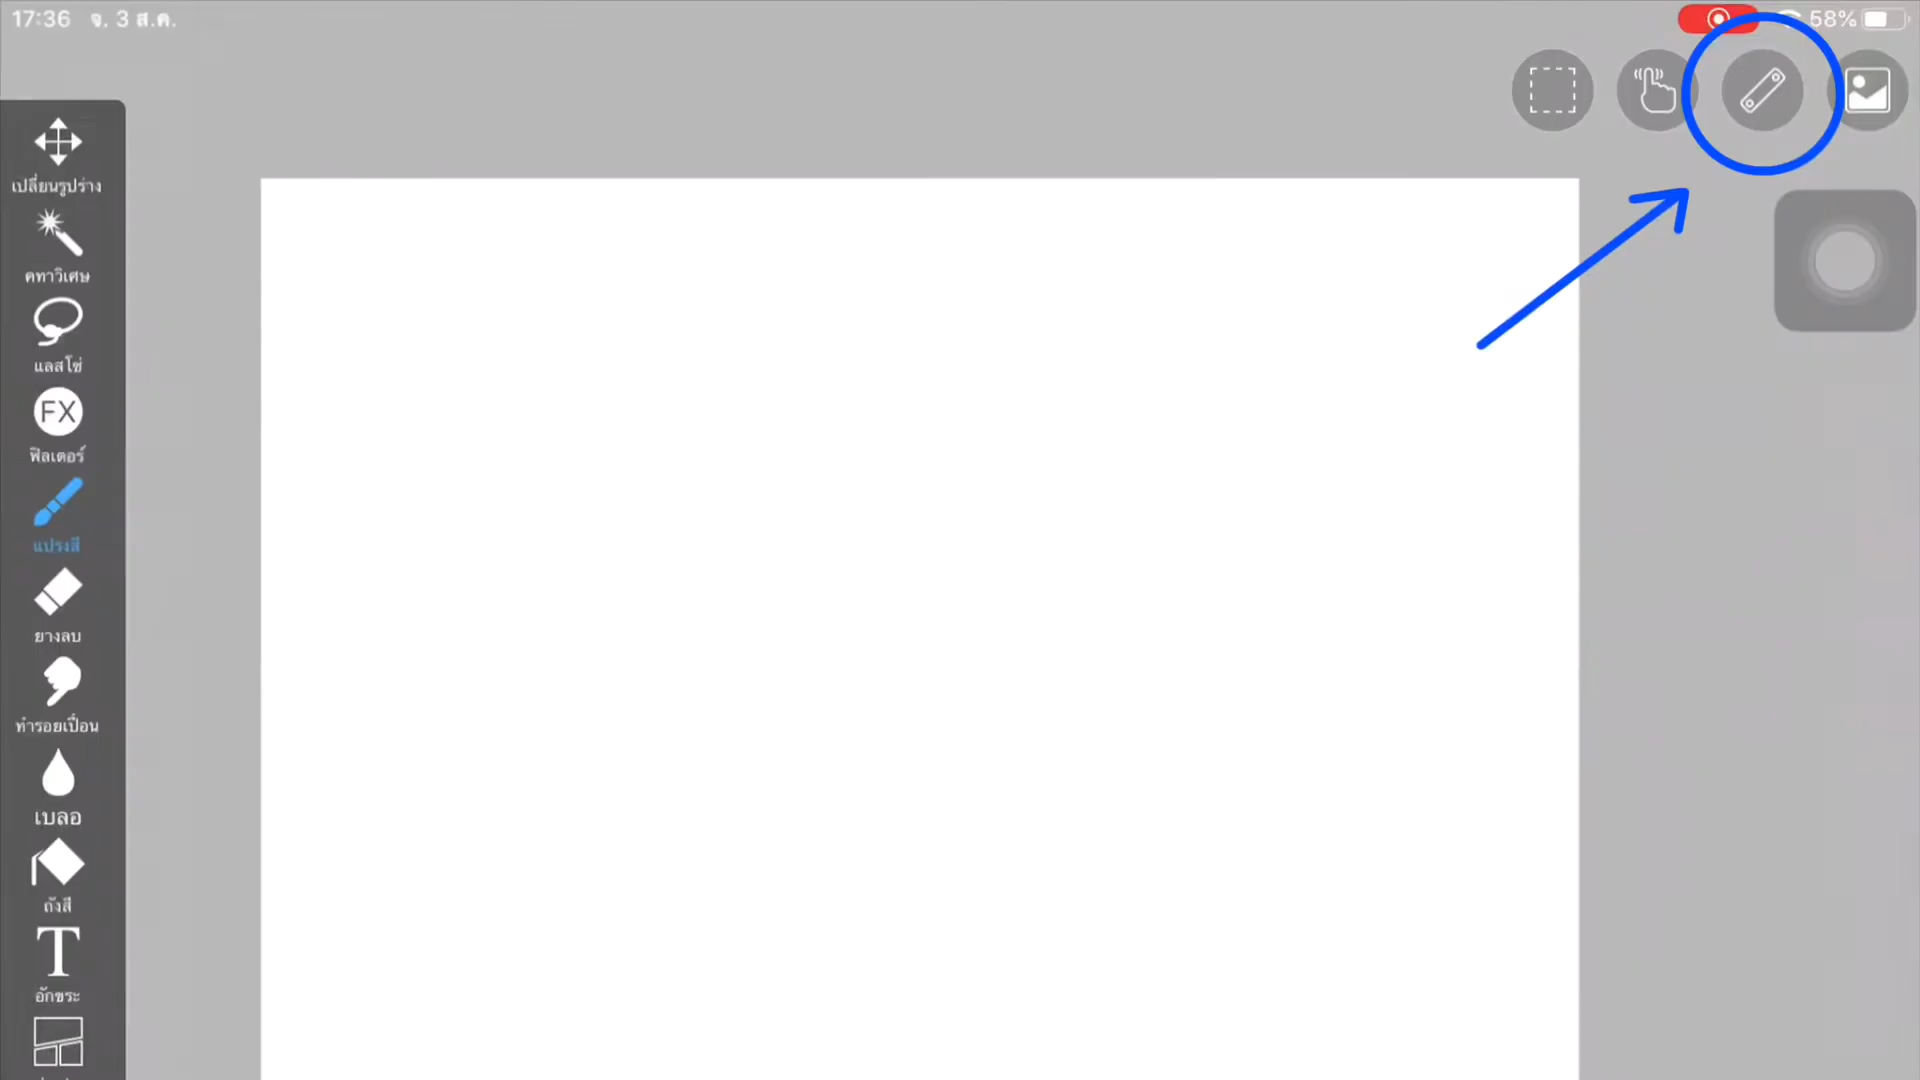 17:36 จ. 3 ส.ค.
58%
เปลี่ยนรูปร่าง
คทาวิเศษ
แลสโซ่
FX
ฟิลเตอร์
แปรงสี
ยางลบ
ทำรอยเปื้อน
เบลอ
ถังสี
T
อักขระ